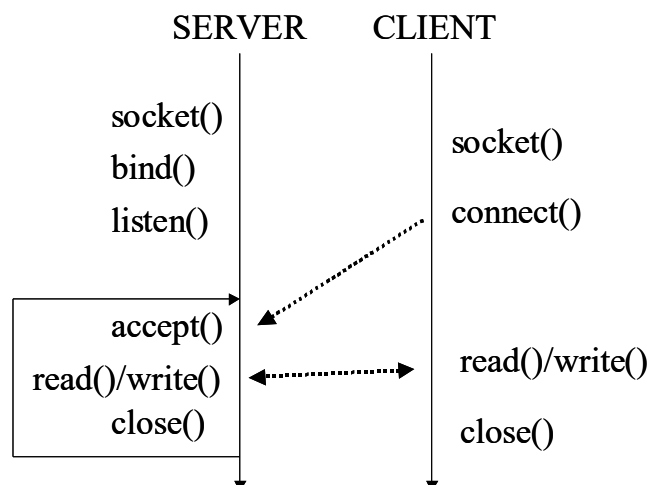 SERVER
CLIENT
socket()
bind()
listen()
accept()
read()/write()
close()
socket()
connect()
read()/write()
close()